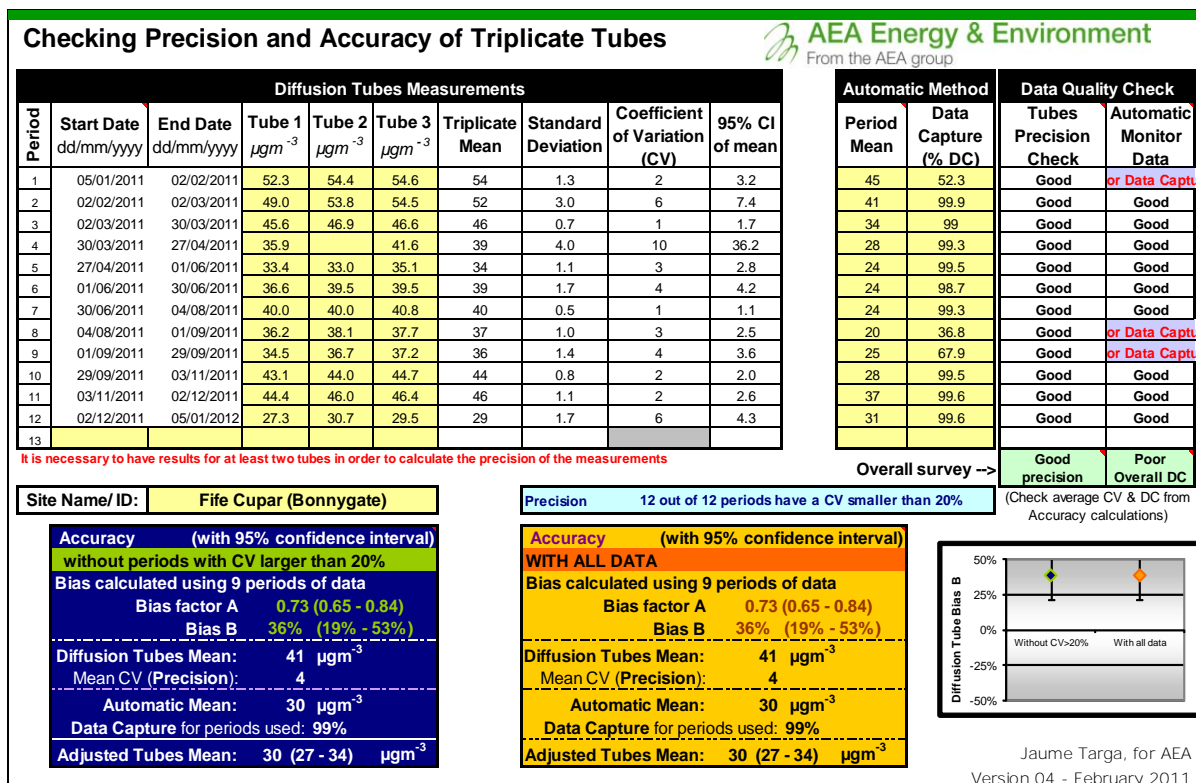 Checking Precision and Accuracy of Triplicate Tubes
AEA Energy & Environment
From the AEA group
Diffusion Tubes Measurements
Automatic Method
Data Quality Check
Period
Start Date dd/mm/yyyy
End Date dd/mm/yyyy
Tube 1 µgm⁻³
Tube 2 µgm⁻³
Tube 3 µgm⁻³
Triplicate Mean
Standard Deviation
Coefficient of Variation (CV)
95% CI of mean
Period Mean
Data Capture (% DC)
Tubes Precision Check
Automatic Monitor Data
1 05/01/2011 02/02/2011 52.3 54.4 54.6 54 1.3 2 3.2 45 52.3 Good or Data Captu
2 02/02/2011 02/03/2011 49.0 53.8 54.5 52 3.0 6 7.4 41 99.9 Good Good
3 02/03/2011 30/03/2011 45.6 46.9 46.6 46 0.7 1 1.7 34 99 Good Good
4 30/03/2011 27/04/2011 35.9 41.6 39 4.0 10 36.2 28 99.3 Good Good
5 27/04/2011 01/06/2011 33.4 33.0 35.1 34 1.1 3 2.8 24 99.5 Good Good
6 01/06/2011 30/06/2011 36.6 39.5 39.5 39 1.7 4 4.2 24 98.7 Good Good
7 30/06/2011 04/08/2011 40.0 40.0 40.8 40 0.5 1 1.1 24 99.3 Good Good
8 04/08/2011 01/09/2011 36.2 38.1 37.7 37 1.0 3 2.5 20 36.8 Good or Data Captu
9 01/09/2011 29/09/2011 34.5 36.7 37.2 36 1.4 4 3.6 25 67.9 Good or Data Captu
10 29/09/2011 03/11/2011 43.1 44.0 44.7 44 0.8 2 2.0 28 99.5 Good Good
11 03/11/2011 02/12/2011 44.4 46.0 46.4 46 1.1 2 2.6 37 99.6 Good Good
12 02/12/2011 05/01/2012 27.3 30.7 29.5 29 1.7 6 4.3 31 99.6 Good Good
13
It is necessary to have results for at least two tubes in order to calculate the precision of the measurements
Overall survey -->
Good precision
Poor Overall DC
Site Name/ ID: Fife Cupar (Bonnygate)
Precision 12 out of 12 periods have a CV smaller than 20%
(Check average CV & DC from
Accuracy calculations)
Accuracy (with 95% confidence interval)
without periods with CV larger than 20%
Bias calculated using 9 periods of data
Bias factor A 0.73 (0.65 - 0.84)
Bias B 36% (19% - 53%)
Diffusion Tubes Mean: 41 µgm⁻³
Mean CV (Precision): 4
Automatic Mean: 30 µgm⁻³
Data Capture for periods used: 99%
Adjusted Tubes Mean: 30 (27 - 34) µgm⁻³
Accuracy (with 95% confidence interval)
WITH ALL DATA
Bias calculated using 9 periods of data
Bias factor A 0.73 (0.65 - 0.84)
Bias B 36% (19% - 53%)
Diffusion Tubes Mean: 41 µgm⁻³
Mean CV (Precision): 4
Automatic Mean: 30 µgm⁻³
Data Capture for periods used: 99%
Adjusted Tubes Mean: 30 (27 - 34) µgm⁻³
Diffusion Tube Bias B
50%
25%
0%
-25%
-50%
Without CV>20%
With all data
Jaume Targa, for AEA
Version 04 - February 2011